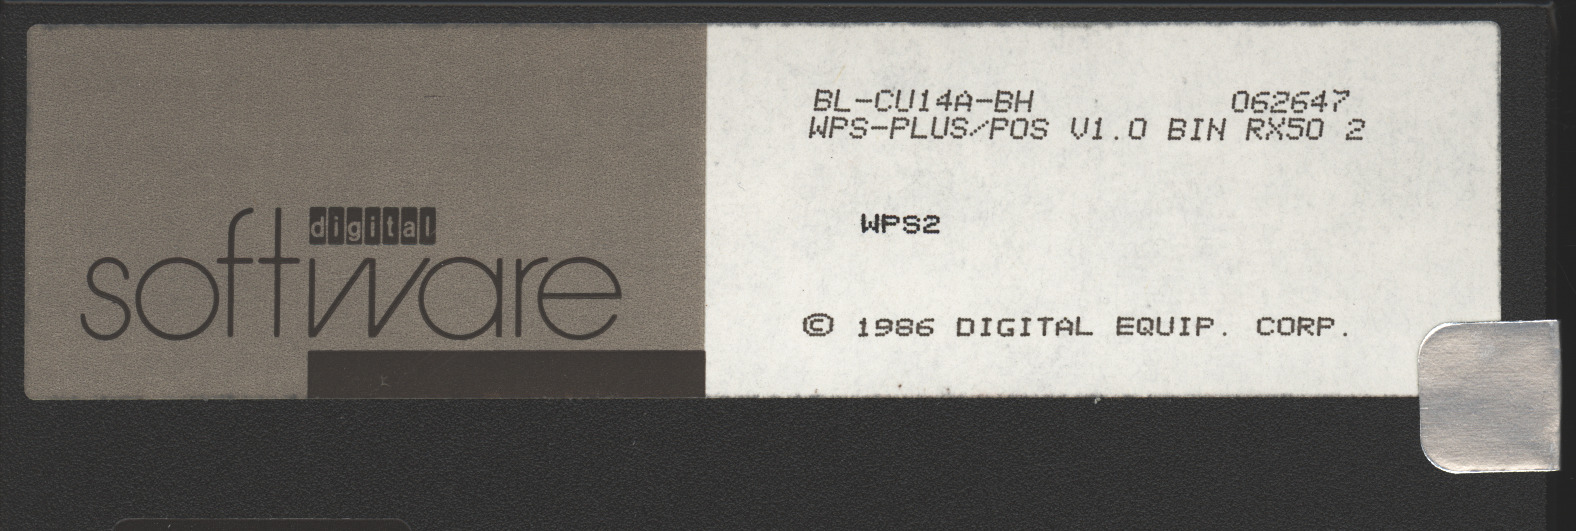 digital
software
BL-CU14A-BH 062647
WPS-PLUS/POS V1.0 BIN RX50 2
WPS2
© 1986 DIGITAL EQUIP. CORP.